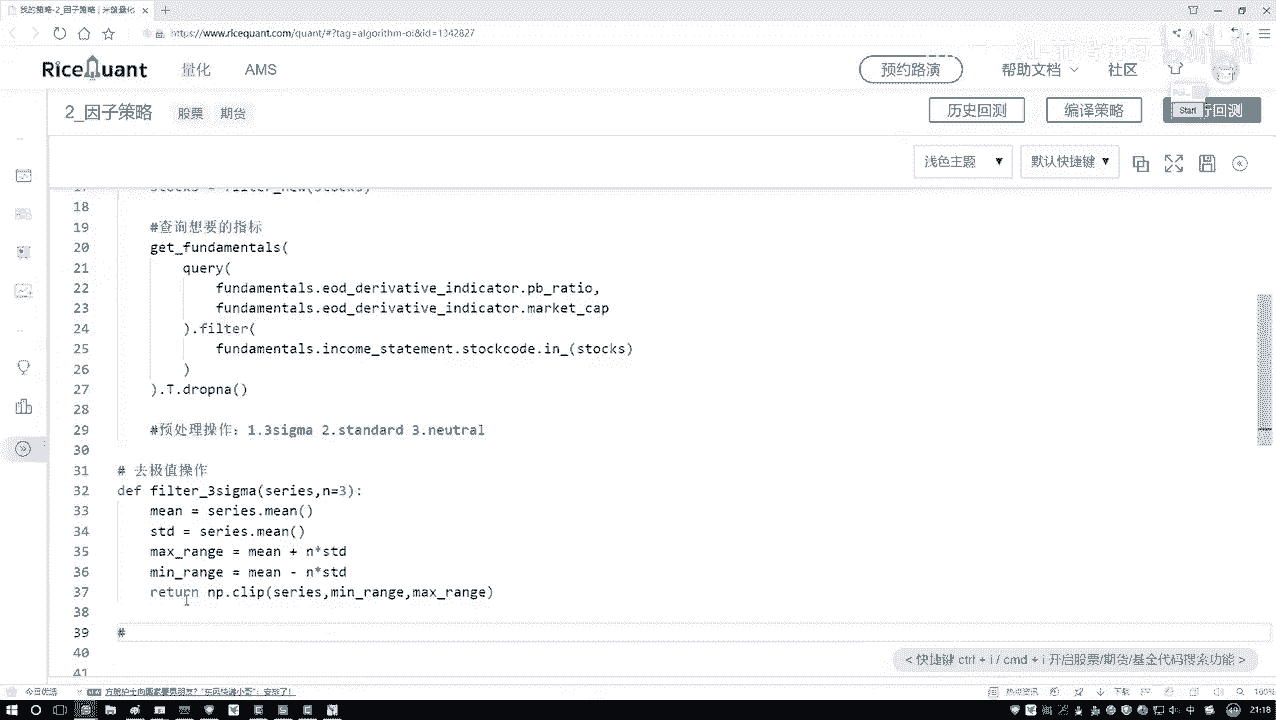 我的策略-2_因子策略 | 米筐量化
https://www.ricequant.com/quant/#?tag=algorithm-ol&id=1342827
RiceQuant 量化 AMS 预约路演 帮助文档 社区
2_因子策略 股票 期货 历史回测 编译策略 Start 行回测
浅色主题 默认快捷键
17 stocks = filter_new(stocks)
18
19 #查询想要的指标
20 get_fundamentals(
21 query(
22 fundamentals.eod_derivative_indicator.pb_ratio,
23 fundamentals.eod_derivative_indicator.market_cap
24 ).filter(
25 fundamentals.income_statement.stockcode.in_(stocks)
26 )
27 ).T.dropna()
28
29 #预处理操作：1.3sigma 2.standard 3.neutral
30
31 # 去极值操作
32 def filter_3sigma(series,n=3):
33 mean = series.mean()
34 std = series.mean()
35 max_range = mean + n*std
36 min_range = mean - n*std
37 return np.clip(series,min_range,max_range)
38
39 #
40
41
< 快捷键 ctrl + i / cmd + i 开启股票/期货/基金代码搜索功能 >
今日优选
100%
中
21:18